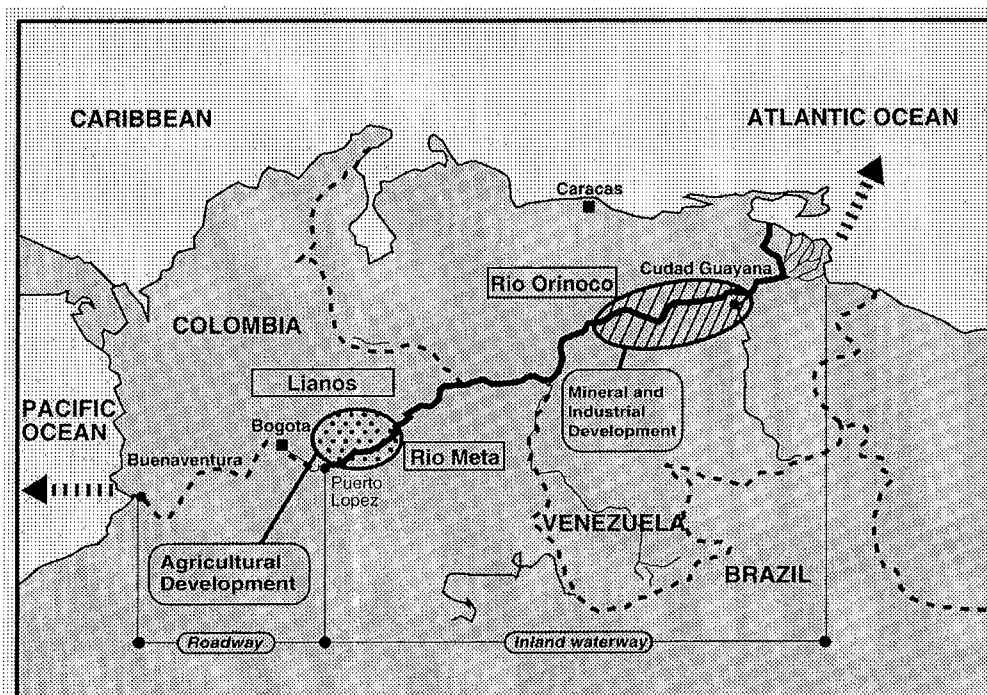 CARIBBEAN
ATLANTIC OCEAN
Caracas
Cudad Guayana
Rio Orinoco
COLOMBIA
Lianos
Mineral and
Industrial
Development
PACIFIC
OCEAN
Bogota
Buenaventura
Rio Meta
Puerto
Lopez
VENEZUELA
Agricultural
Development
BRAZIL
Roadway
Inland waterway